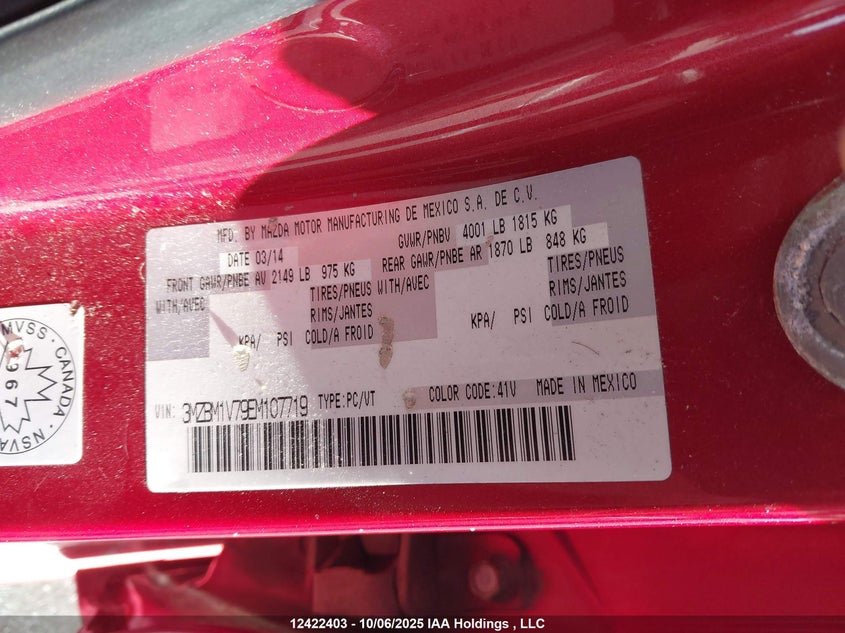 MFD. BY MAZDA MOTOR MANUFACTURING DE MEXICO S.A. DE C.V.
DATE 03/14 GVWR/PNBV 4001 LB 1815 KG
FRONT GAWR/PNBE AV 2149 LB 975 KG REAR GAWR/PNBE AR 1870 LB 848 KG
WITH/AVEC TIRES/PNEUS WITH/AVEC TIRES/PNEUS
RIMS/JANTES RIMS/JANTES
KPA/ PSI COLD/A FROID KPA/ PSI COLD/A FROID
VIN: 3MZBM1V79EM107719 TYPE:PC/VT COLOR CODE:41V MADE IN MEXICO
MVSS · CANADA · NSVA
967
12422403 - 10/06/2025 IAA Holdings , LLC